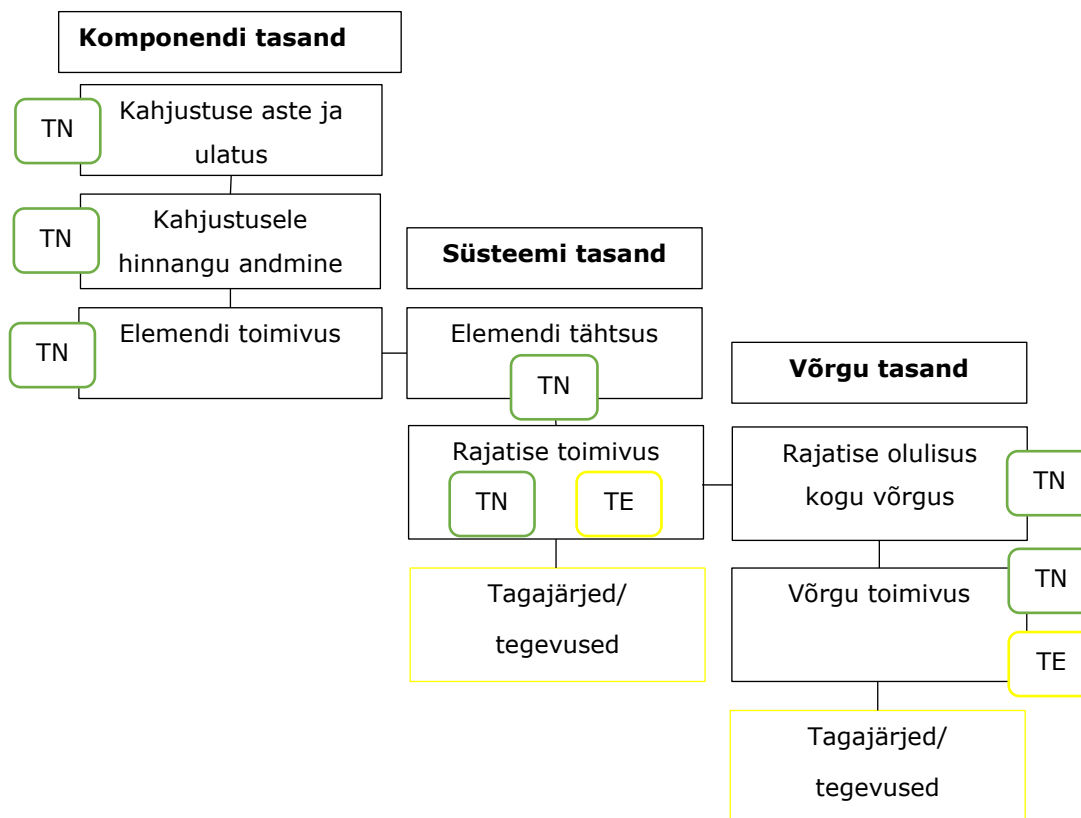 Komponendi tasand
TN
Kahjustuse aste ja
ulatus
TN
Kahjustusele
hinnangu andmine
TN
Elemendi toimivus
Süsteemi tasand
Elemendi tähtsus
TN
Rajatise toimivus
TN
TE
Tagajärjed/
tegevused
Võrgu tasand
Rajatise olulisus
kogu võrgus
TN
Võrgu toimivus
TN
TE
Tagajärjed/
tegevused